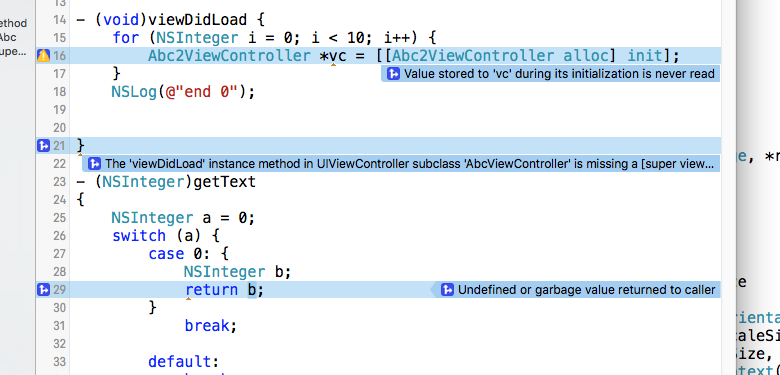 ethod
Abc
upe...
13
14 - (void)viewDidLoad {
15 for (NSInteger i = 0; i < 10; i++) {
16 Abc2ViewController *vc = [[Abc2ViewController alloc] init];
17 } Value stored to 'vc' during its initialization is never read
18 NSLog(@"end 0");
19
20
21 }
22 The 'viewDidLoad' instance method in UIViewController subclass 'AbcViewController' is missing a [super view...
23 - (NSInteger)getText
24 {
25 NSInteger a = 0;
26 switch (a) {
27 case 0: {
28 NSInteger b;
29 return b; Undefined or garbage value returned to caller
30 }
31 break;
32
33 default:
e, *r
e
rienta
caleSi
Size,
text(